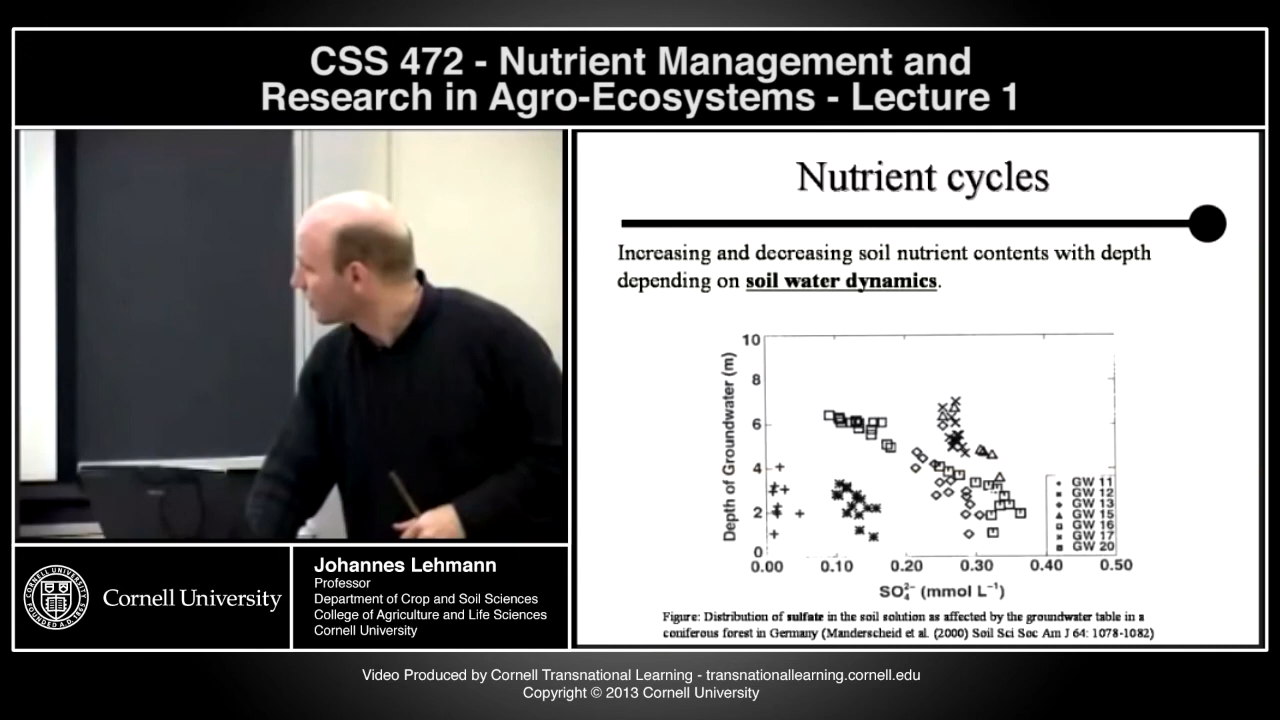 CSS 472 - Nutrient Management and
Research in Agro-Ecosystems - Lecture 1
Nutrient cycles
Increasing and decreasing soil nutrient contents with depth
depending on soil water dynamics.
Depth of Groundwater (m)
10
8
6
4
2
0
0.00 0.10 0.20 0.30 0.40 0.50
SO₄²⁻ (mmol L⁻¹)
GW 11
GW 12
GW 13
GW 15
GW 16
GW 17
GW 20
Figure: Distribution of sulfate in the soil solution as affected by the groundwater table in a
coniferous forest in Germany (Manderscheid et al. (2000) Soil Sci Soc Am J 64: 1078-1082)
Cornell University
Johannes Lehmann
Professor
Department of Crop and Soil Sciences
College of Agriculture and Life Sciences
Cornell University
Video Produced by Cornell Transnational Learning - transnationallearning.cornell.edu
Copyright © 2013 Cornell University